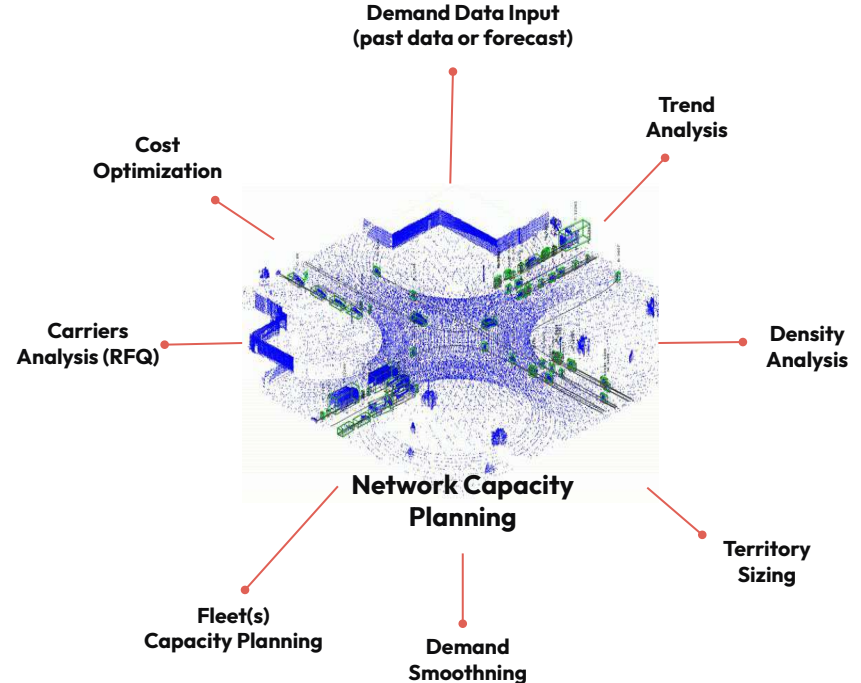 Demand Data Input
(past data or forecast)
Trend
Analysis
Cost
Optimization
Carriers
Analysis (RFQ)
Density
Analysis
Network Capacity
Planning
Territory
Sizing
Fleet(s)
Capacity Planning
Demand
Smoothning